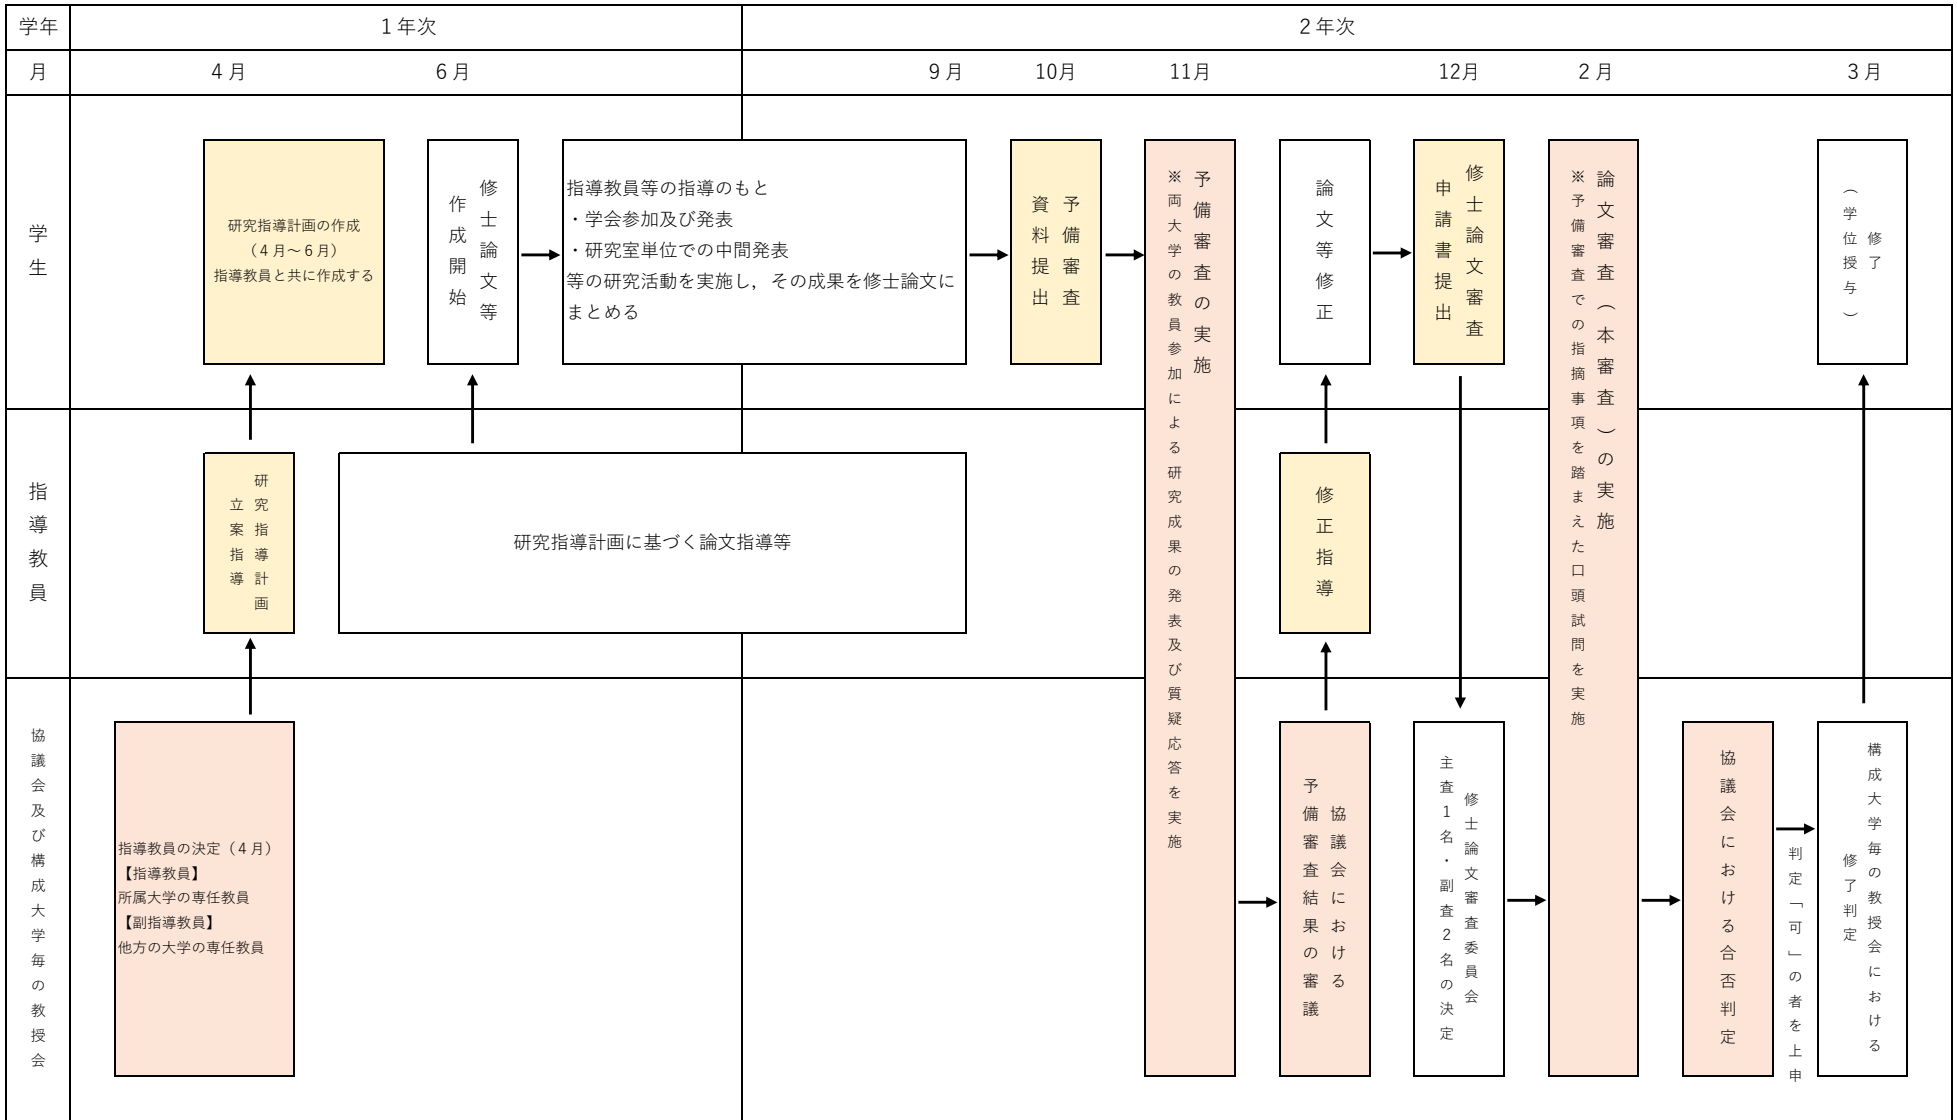 学年
1年次
2年次
月
4月
6月
9月
10月
11月
12月
2月
3月
学生
研究指導計画の作成
（4月～6月）
指導教員と共に作成する
修士論文等
作成開始
指導教員等の指導のもと
・学会参加及び発表
・研究室単位での中間発表
等の研究活動を実施し，その成果を修士論文に
まとめる
予備審査
資料提出
予備審査の実施
※両大学の教員参加による研究成果の発表及び質疑応答を実施
論文等修正
修士論文審査
申請書提出
論文審査（本審査）の実施
※予備審査での指摘事項を踏まえた口頭試問を実施
修了
（学位授与）
指導教員
研究指導計画
立案指導
研究指導計画に基づく論文指導等
修正指導
協議会及び構成大学毎の教授会
指導教員の決定（4月）
【指導教員】
所属大学の専任教員
【副指導教員】
他方の大学の専任教員
協議会における
予備審査結果の審議
修士論文審査委員会
主査1名・副査2名の決定
協議会における合否判定
判定「可」の者を上申
構成大学毎の教授会における
修了判定